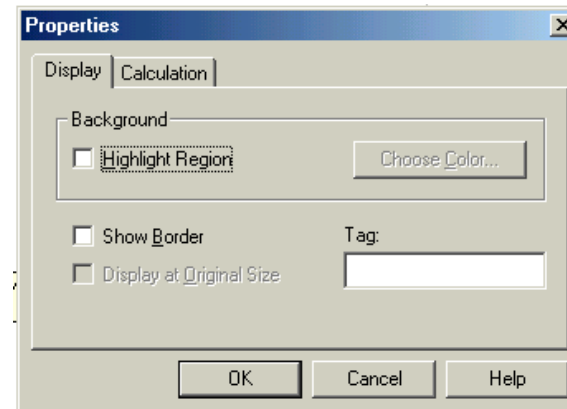 Properties
Display Calculation
Background
Highlight Region Choose Color...
Show Border Tag:
Display at Original Size
OK Cancel Help